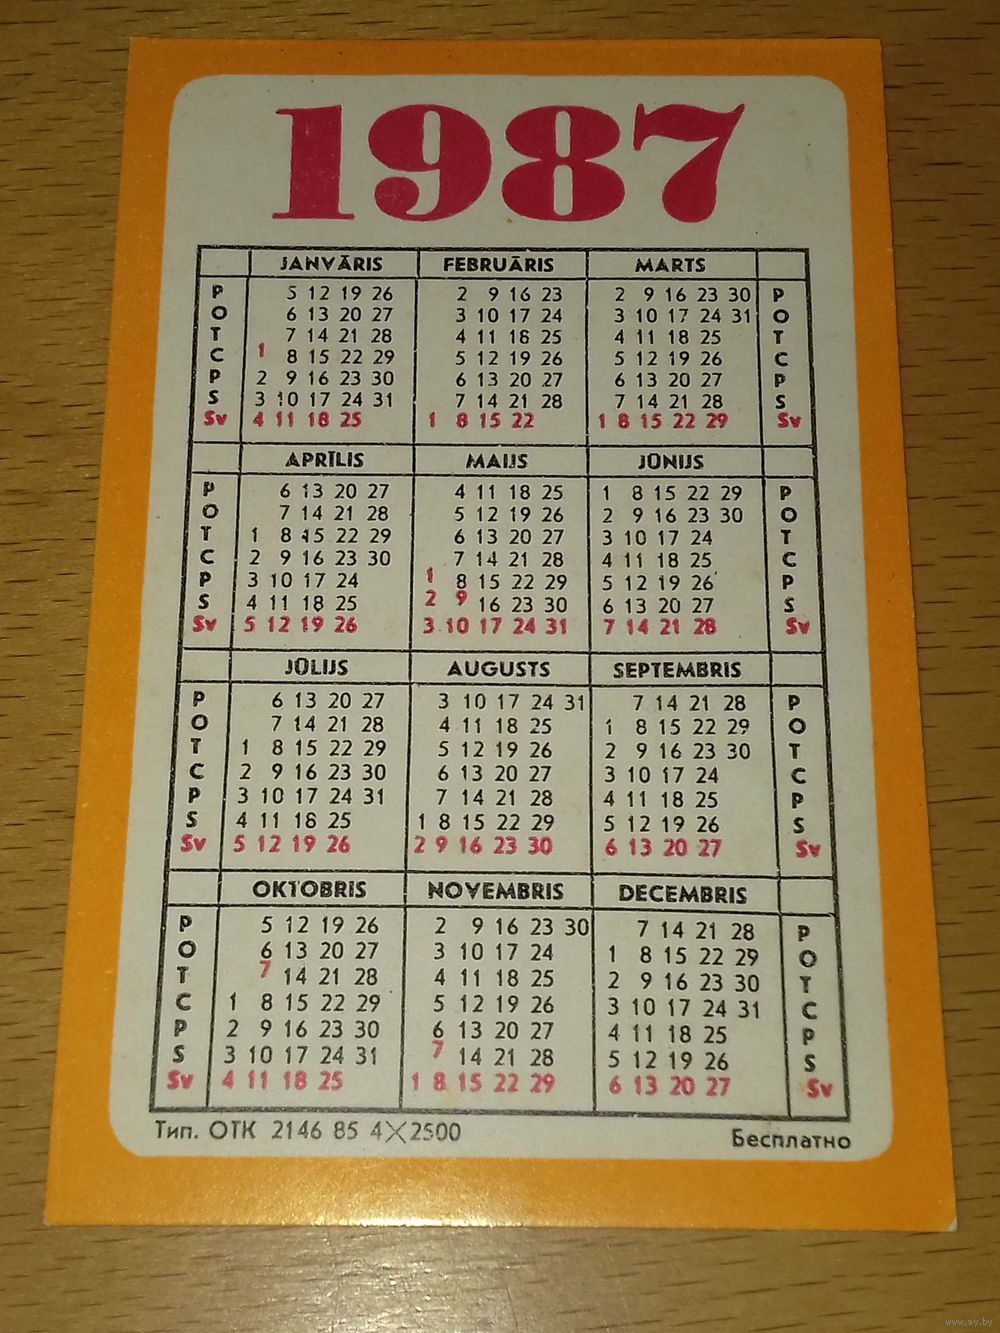 1987
JANVĀRIS FEBRUĀRIS MARTS
P 5 12 19 26 2 9 16 23 2 9 16 23 30 P
O 6 13 20 27 3 10 17 24 3 10 17 24 31 O
T 7 14 21 28 4 11 18 25 4 11 18 25 T
C 1 8 15 22 29 5 12 19 26 5 12 19 26 C
P 2 9 16 23 30 6 13 20 27 6 13 20 27 P
S 3 10 17 24 31 7 14 21 28 7 14 21 28 S
Sv 4 11 18 25 1 8 15 22 1 8 15 22 29 Sv
APRĪLIS MAIJS JŪNIJS
P 6 13 20 27 4 11 18 25 1 8 15 22 29 P
O 7 14 21 28 5 12 19 26 2 9 16 23 30 O
T 1 8 15 22 29 6 13 20 27 3 10 17 24 T
C 2 9 16 23 30 7 14 21 28 4 11 18 25 C
P 3 10 17 24 1 8 15 22 29 5 12 19 26 P
S 4 11 18 25 2 9 16 23 30 6 13 20 27 S
Sv 5 12 19 26 3 10 17 24 31 7 14 21 28 Sv
JŪLIJS AUGUSTS SEPTEMBRIS
P 6 13 20 27 3 10 17 24 31 7 14 21 28 P
O 7 14 21 28 4 11 18 25 1 8 15 22 29 O
T 1 8 15 22 29 5 12 19 26 2 9 16 23 30 T
C 2 9 16 23 30 6 13 20 27 3 10 17 24 C
P 3 10 17 24 31 7 14 21 28 4 11 18 25 P
S 4 11 18 25 1 8 15 22 29 5 12 19 26 S
Sv 5 12 19 26 2 9 16 23 30 6 13 20 27 Sv
OKTOBRIS NOVEMBRIS DECEMBRIS
P 5 12 19 26 2 9 16 23 30 7 14 21 28 P
O 6 13 20 27 3 10 17 24 1 8 15 22 29 O
T 7 14 21 28 4 11 18 25 2 9 16 23 30 T
C 1 8 15 22 29 5 12 19 26 3 10 17 24 31 C
P 2 9 16 23 30 6 13 20 27 4 11 18 25 P
S 3 10 17 24 31 7 14 21 28 5 12 19 26 S
Sv 4 11 18 25 1 8 15 22 29 6 13 20 27 Sv
Тип. ОТК 2146 85 4×2500 Бесплатно
www.ay.by